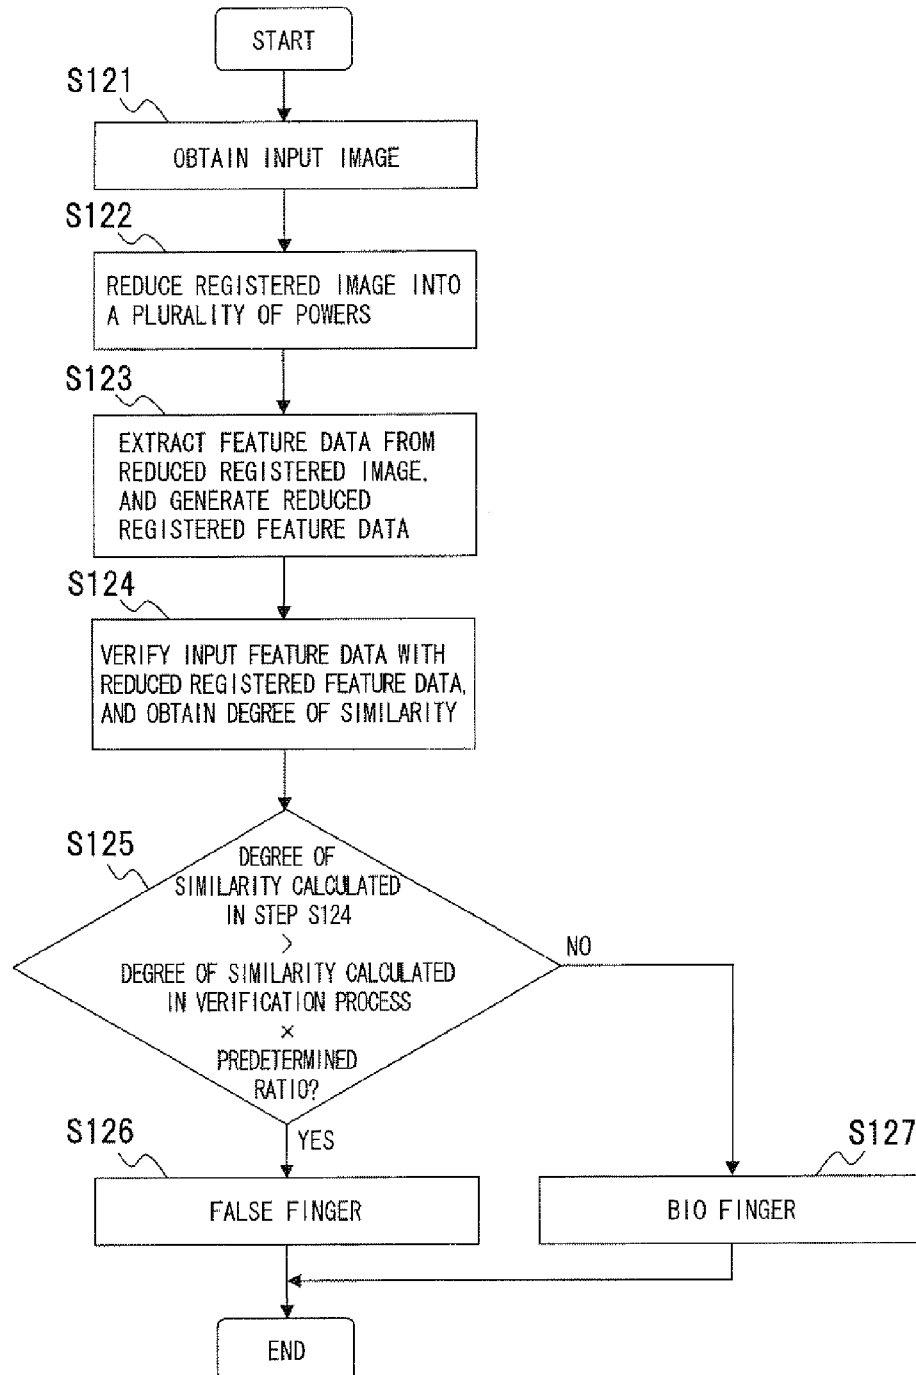 START
S121
OBTAIN INPUT IMAGE
S122
REDUCE REGISTERED IMAGE INTO
A PLURALITY OF POWERS
S123
EXTRACT FEATURE DATA FROM
REDUCED REGISTERED IMAGE,
AND GENERATE REDUCED
REGISTERED FEATURE DATA
S124
VERIFY INPUT FEATURE DATA WITH
REDUCED REGISTERED FEATURE DATA,
AND OBTAIN DEGREE OF SIMILARITY
S125
DEGREE OF
SIMILARITY CALCULATED
IN STEP S124
>
DEGREE OF SIMILARITY CALCULATED
IN VERIFICATION PROCESS
×
PREDETERMINED
RATIO?
NO
YES
S126
FALSE FINGER
S127
BIO FINGER
END